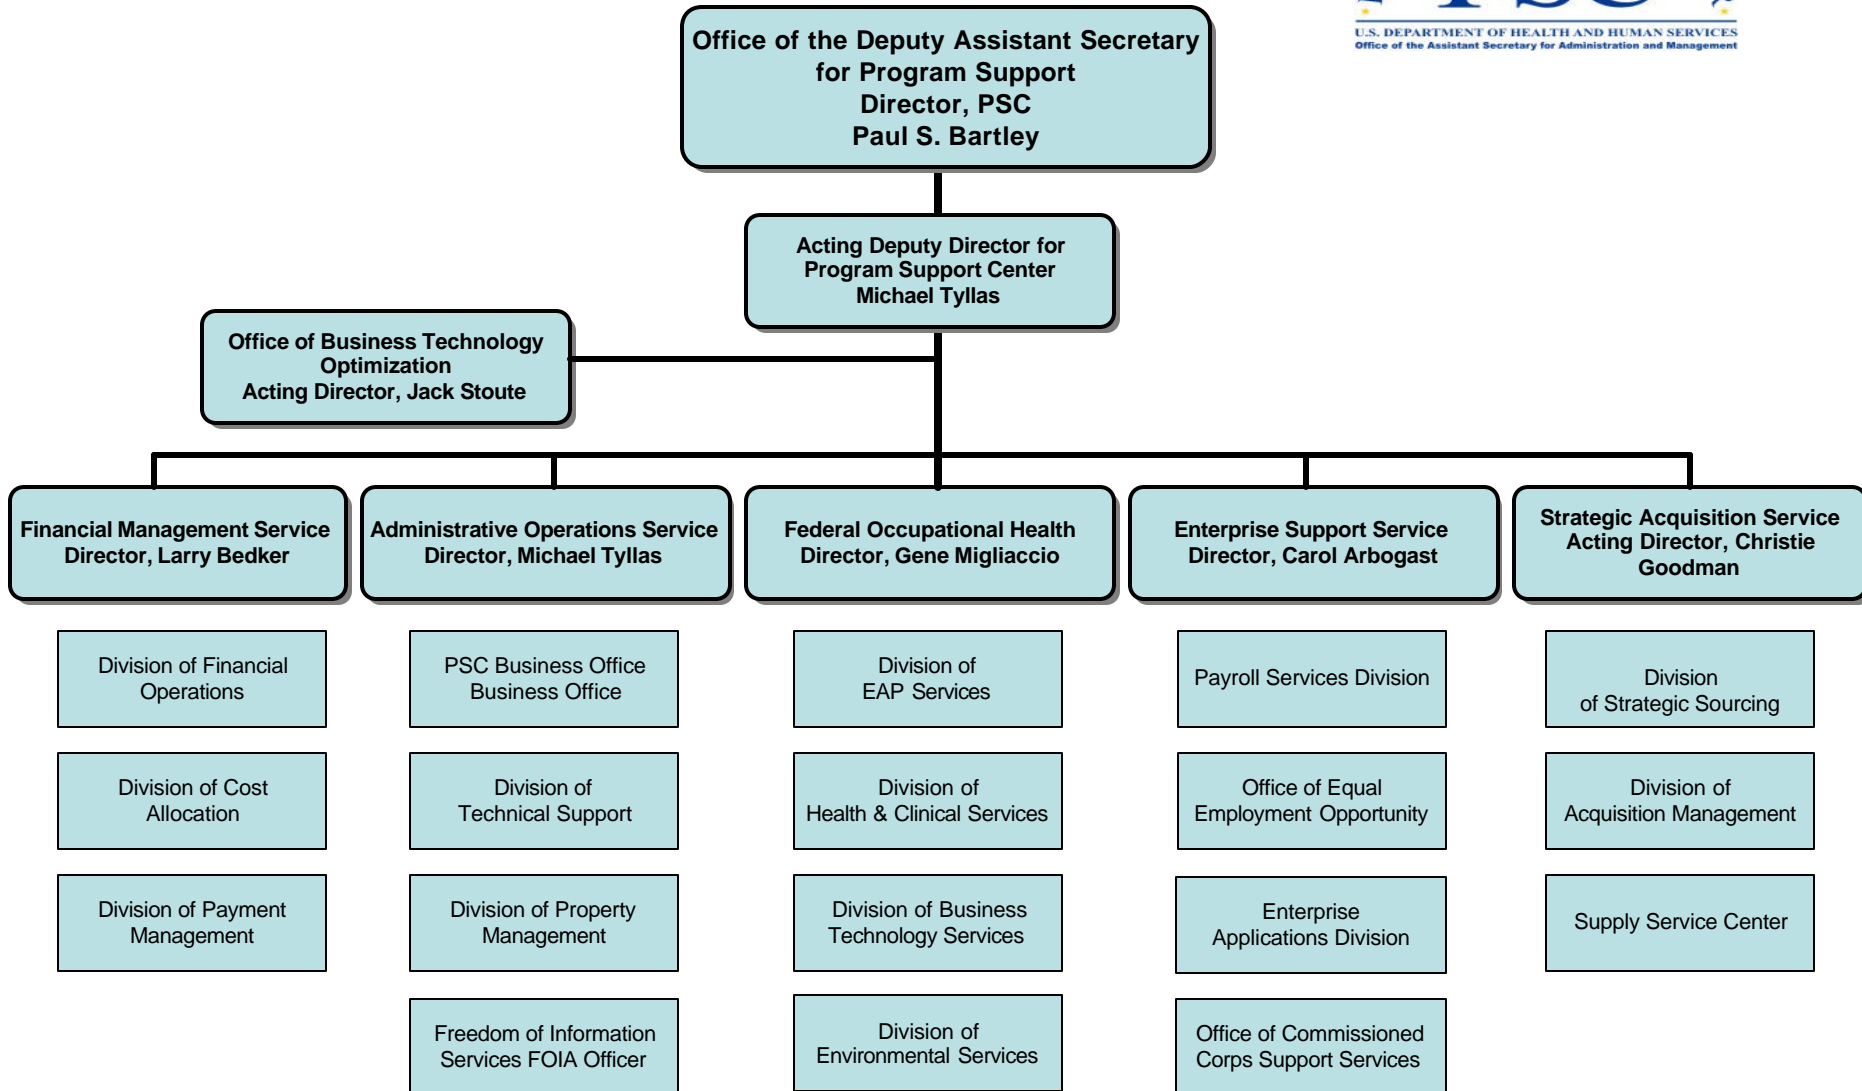 U.S. DEPARTMENT OF HEALTH AND HUMAN SERVICES
Office of the Assistant Secretary for Administration and Management
Office of the Deputy Assistant Secretary
for Program Support
Director, PSC
Paul S. Bartley
Acting Deputy Director for
Program Support Center
Michael Tyllas
Office of Business Technology
Optimization
Acting Director, Jack Stoute
Financial Management Service
Director, Larry Bedker
Administrative Operations Service
Director, Michael Tyllas
Federal Occupational Health
Director, Gene Migliaccio
Enterprise Support Service
Director, Carol Arbogast
Strategic Acquisition Service
Acting Director, Christie
Goodman
Division of Financial
Operations
PSC Business Office
Business Office
Division of
EAP Services
Payroll Services Division
Division
of Strategic Sourcing
Division of Cost
Allocation
Division of
Technical Support
Division of
Health & Clinical Services
Office of Equal
Employment Opportunity
Division of
Acquisition Management
Division of Payment
Management
Division of Property
Management
Division of Business
Technology Services
Enterprise
Applications Division
Supply Service Center
Freedom of Information
Services FOIA Officer
Division of
Environmental Services
Office of Commissioned
Corps Support Services